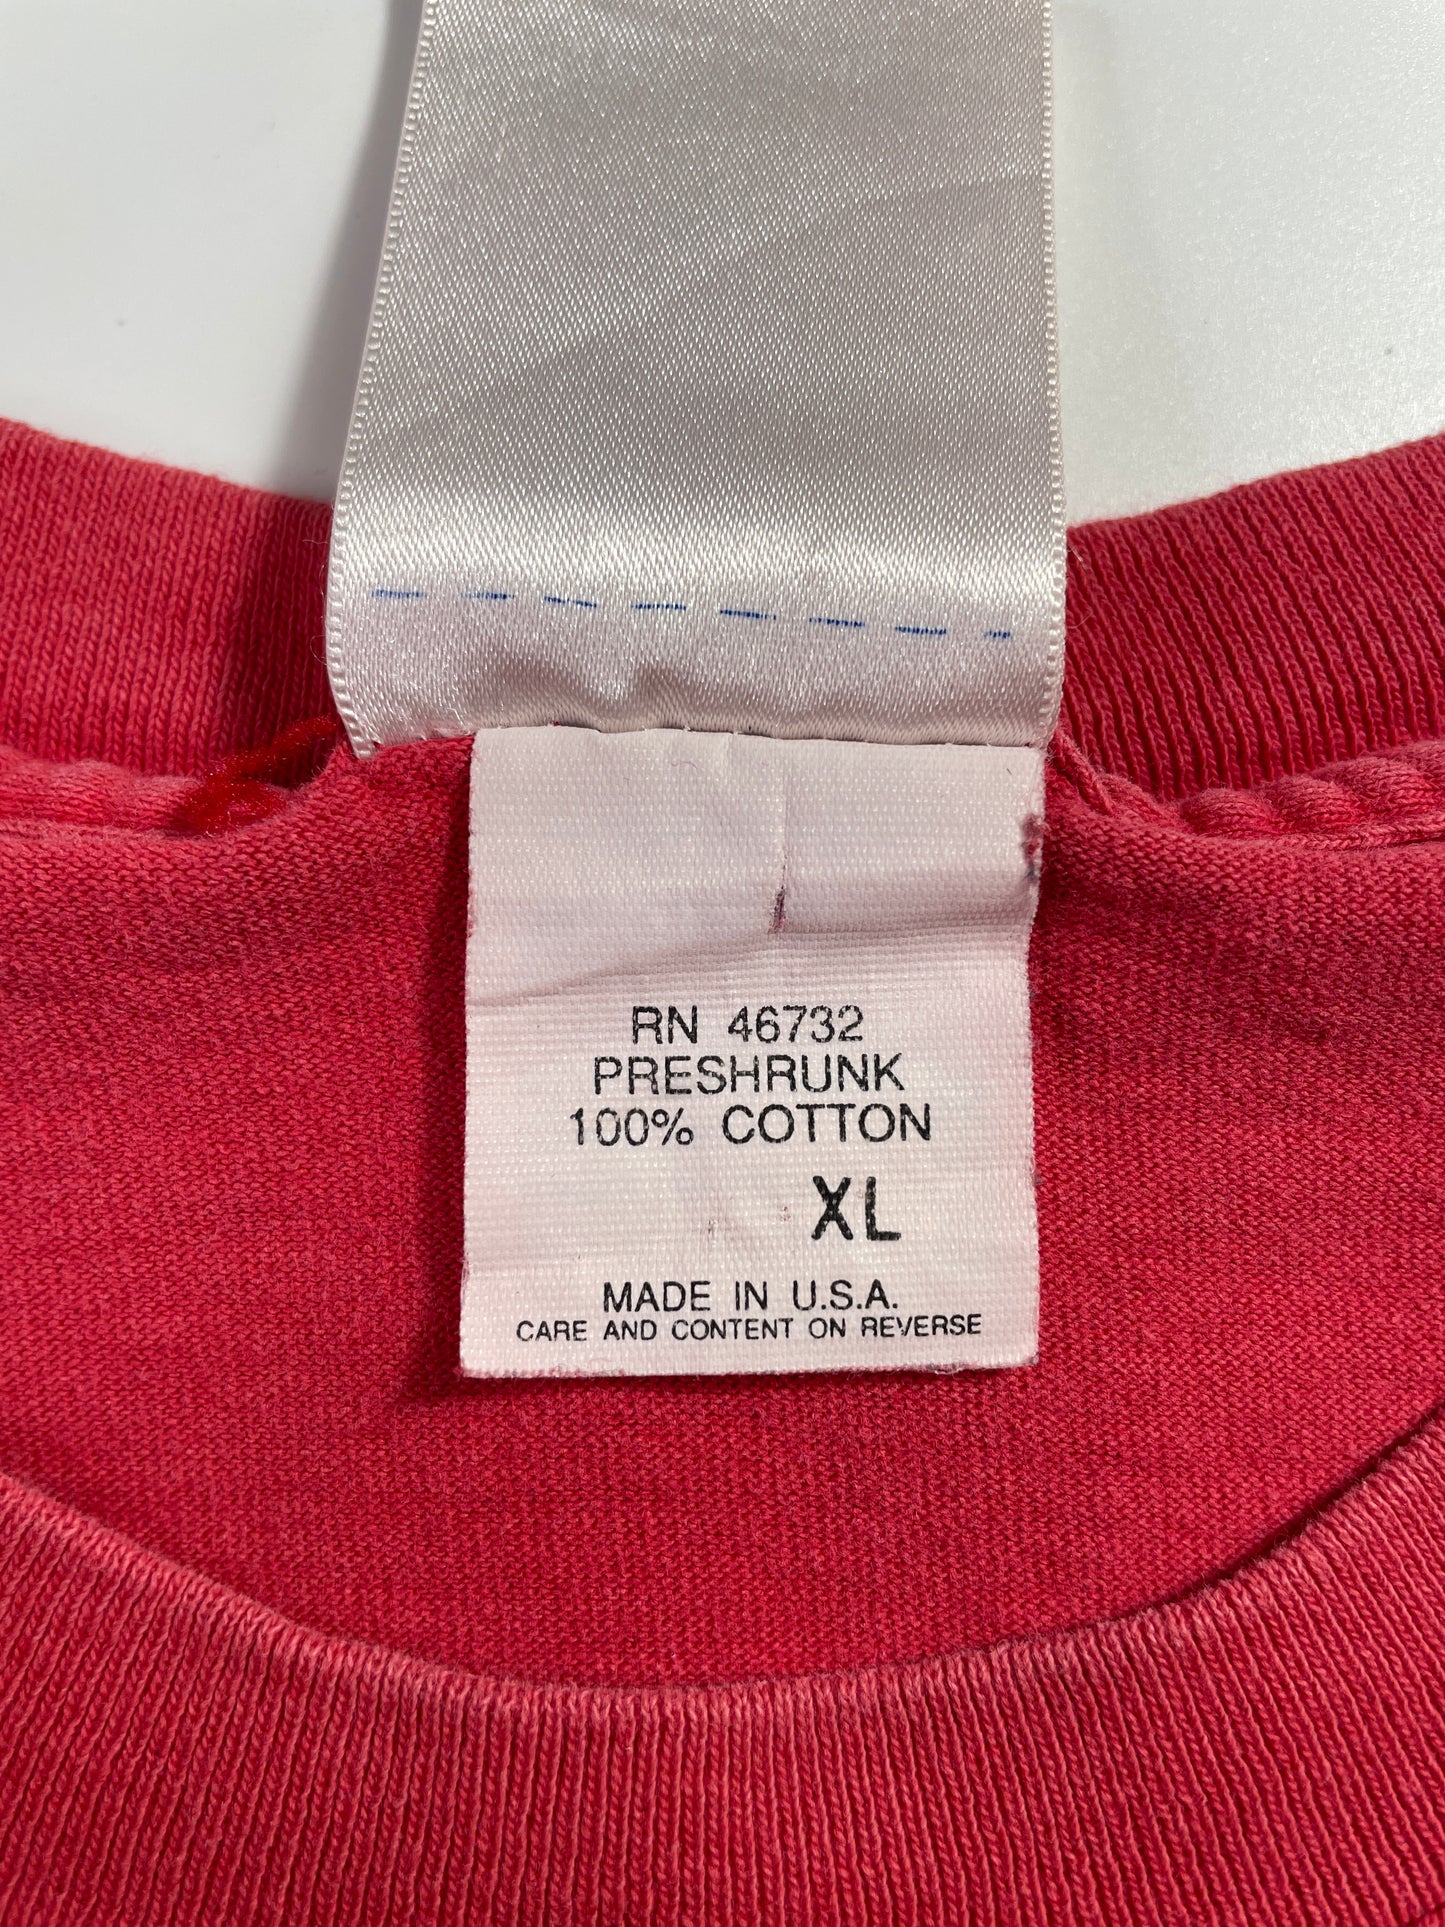 RN 46732
PRESHRUNK
100% COTTON
XL
MADE IN U.S.A.
CARE AND CONTENT ON REVERSE